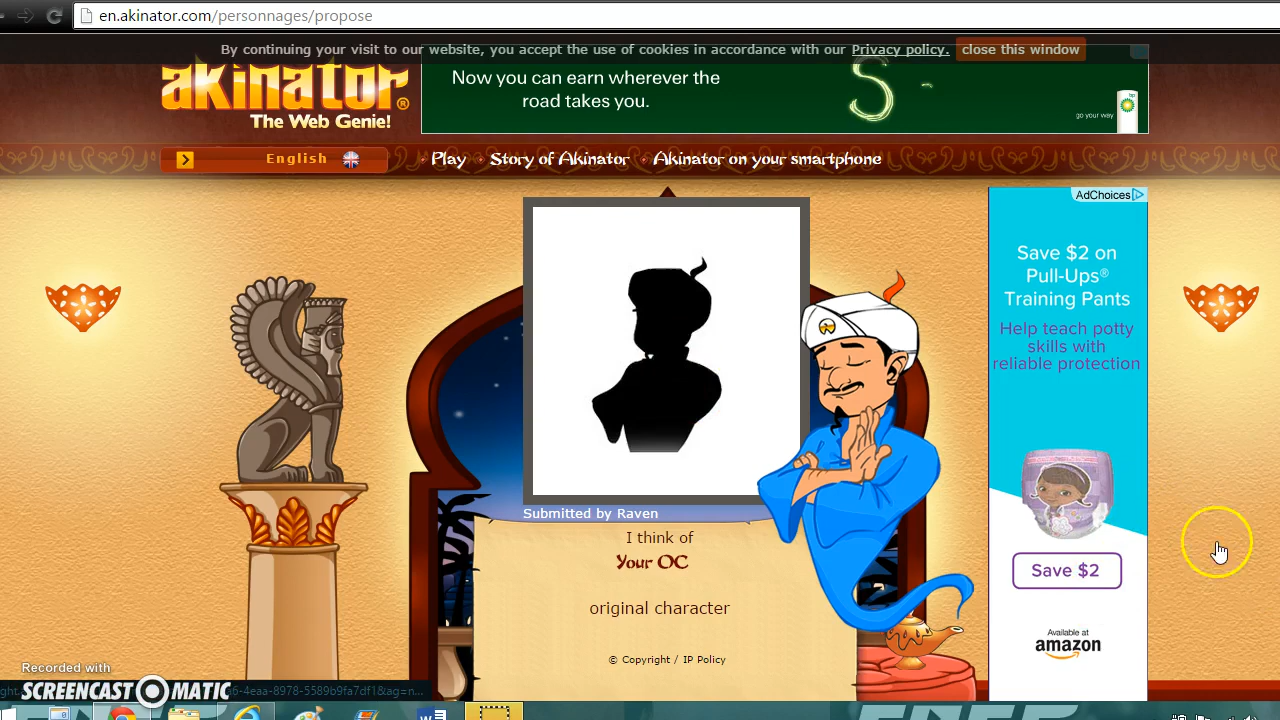 en.akinator.com/personnages/propose
By continuing your visit to our website, you accept the use of cookies in accordance with our Privacy policy. close this window
akinator®
The Web Genie!
Now you can earn wherever the
road takes you.
S
bp
go your way
English
Play
Story of Akinator
Akinator on your smartphone
AdChoices
Save $2 on
Pull-Ups®
Training Pants
Help teach potty
skills with
reliable protection
Save $2
Available at
amazon
Submitted by Raven
I think of
Your OC
original character
© Copyright / IP Policy
Recorded with
SCREENCAST MATIC